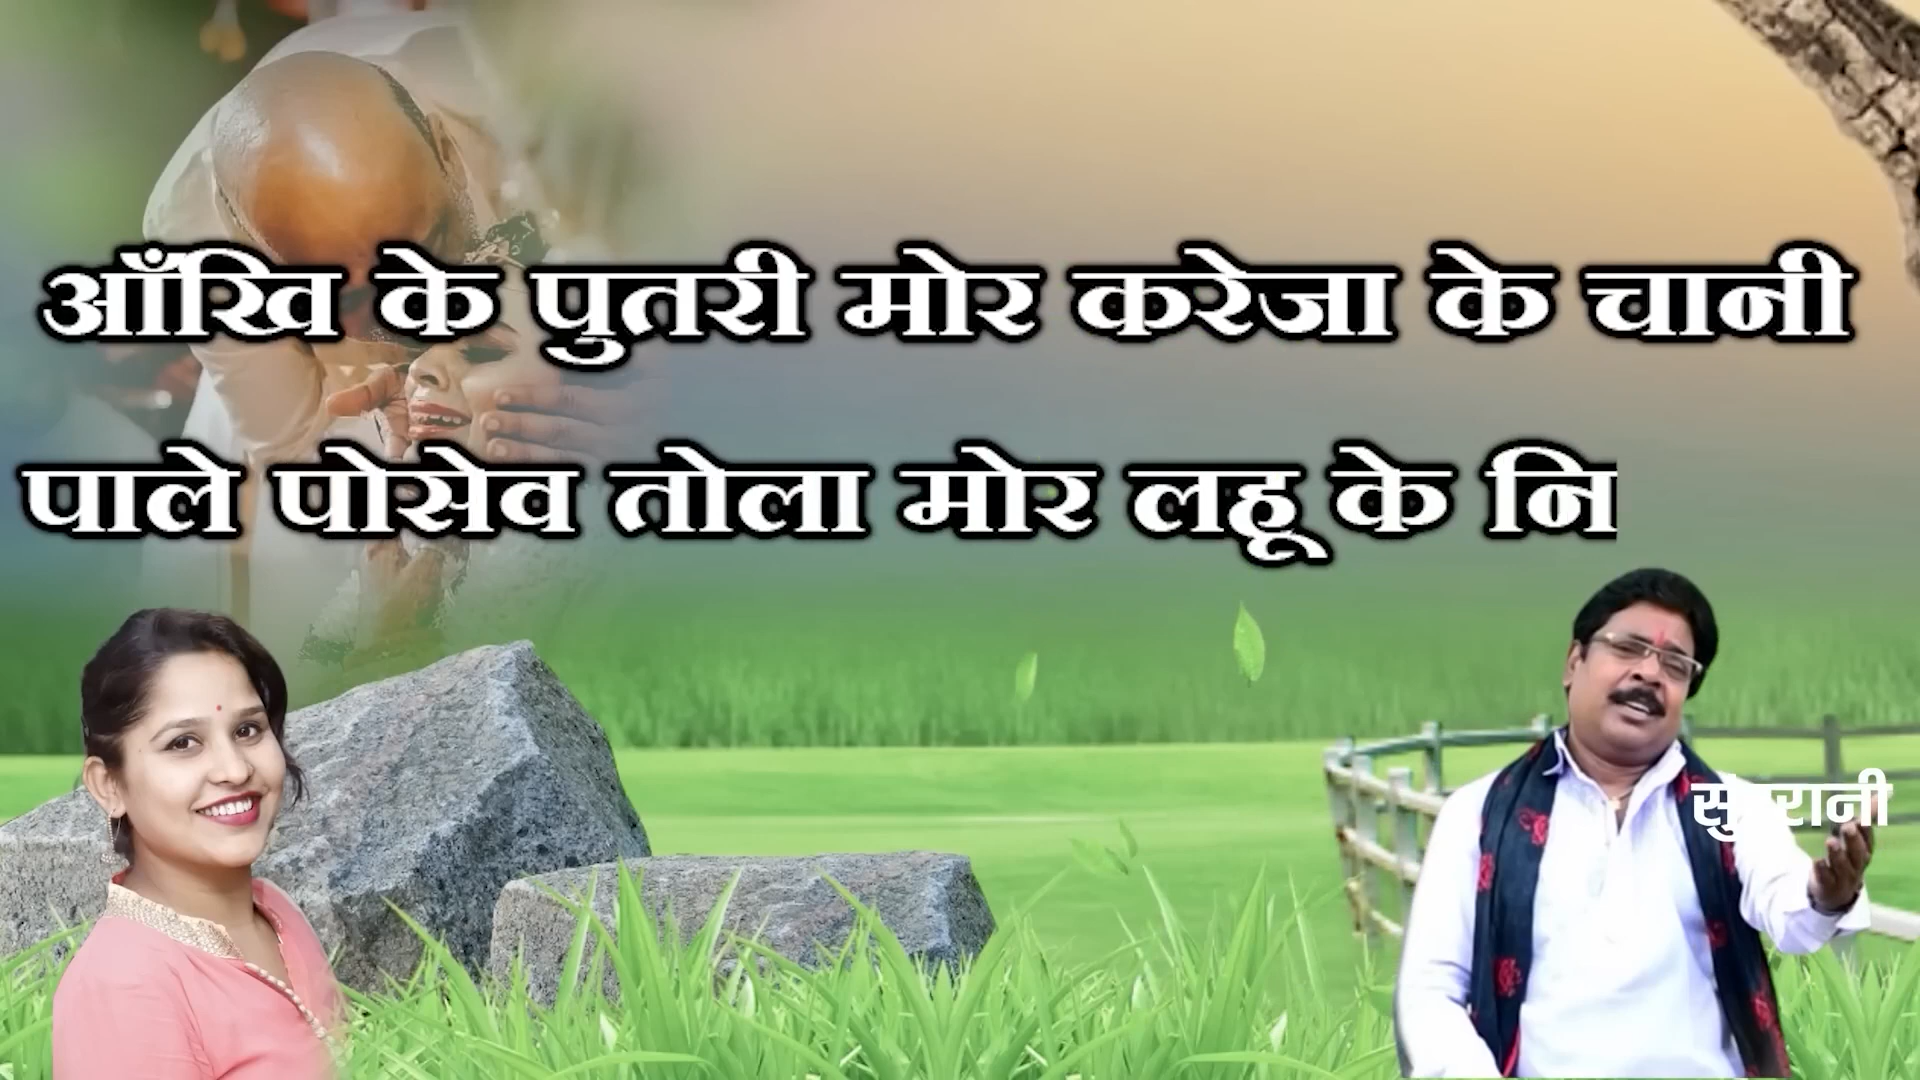 आँखि के पुतरी मोर करेजा के चानी
पाले पोसेव तोला मोर लहू के नि